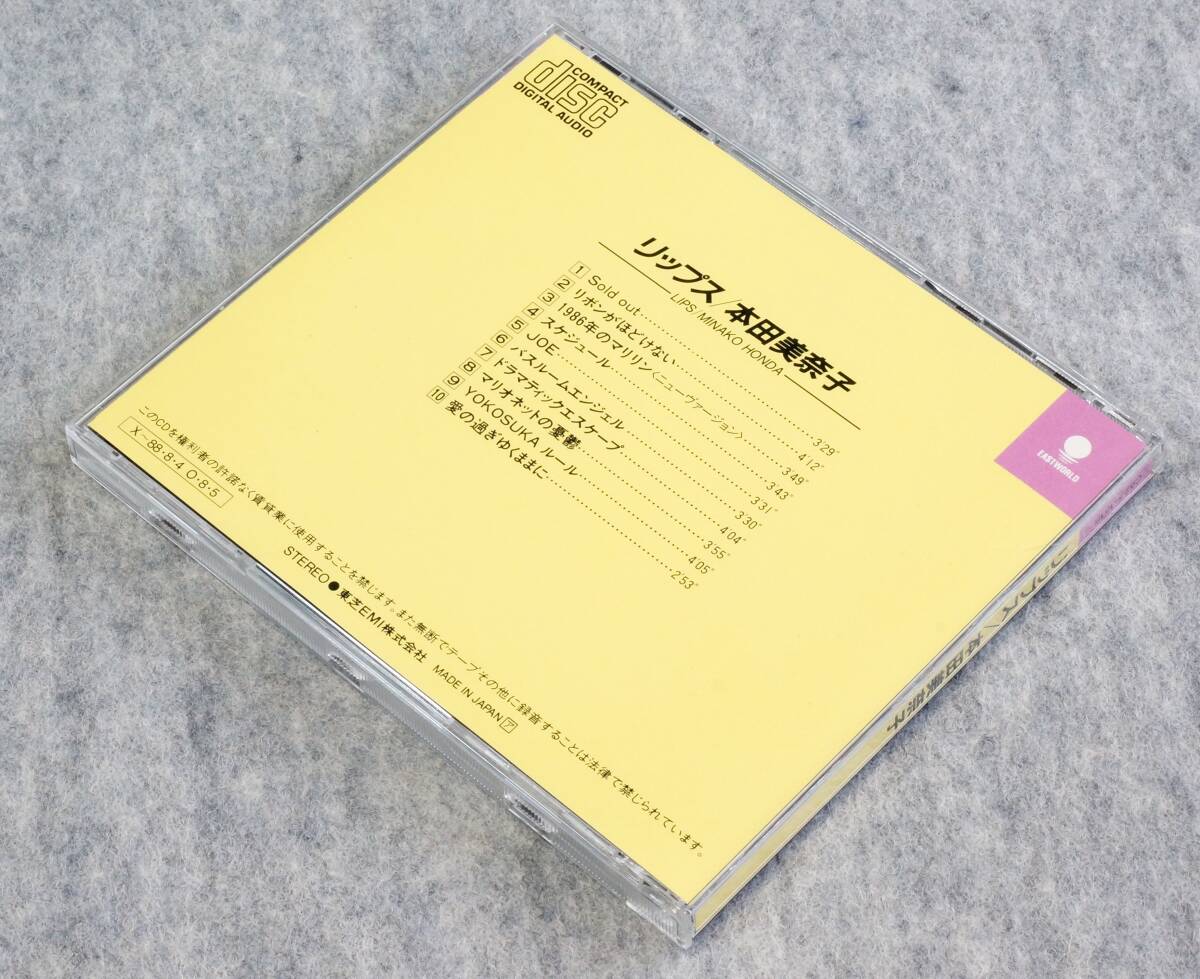 COMPACT
disc
DIGITAL AUDIO
リップス/本田美奈子
LIPS/MINAKO HONDA
1 Sold out 3′29″
2 リボンがほどけない 4′12″
3 1986年のマリリン〈ニューヴァージョン〉 3′49″
4 スケジュール 3′43″
5 JOE 3′31″
6 バスルームエンジェル 3′30″
7 ドラマティックエスケープ 4′04″
8 マリオネットの憂鬱 3′55″
9 YOKOSUKA ルール 4′05″
10 愛の過ぎゆくままに 2′53″
EASTWORLD
リップス/本田美奈子
このCDを権利者の許諾なく賃貸業に使用することを禁じます。また無断でテープその他に録音することは法律で禁じられています。
X-88・8・4 O・8・5
STEREO ● 東芝EMI株式会社 MADE IN JAPAN ア